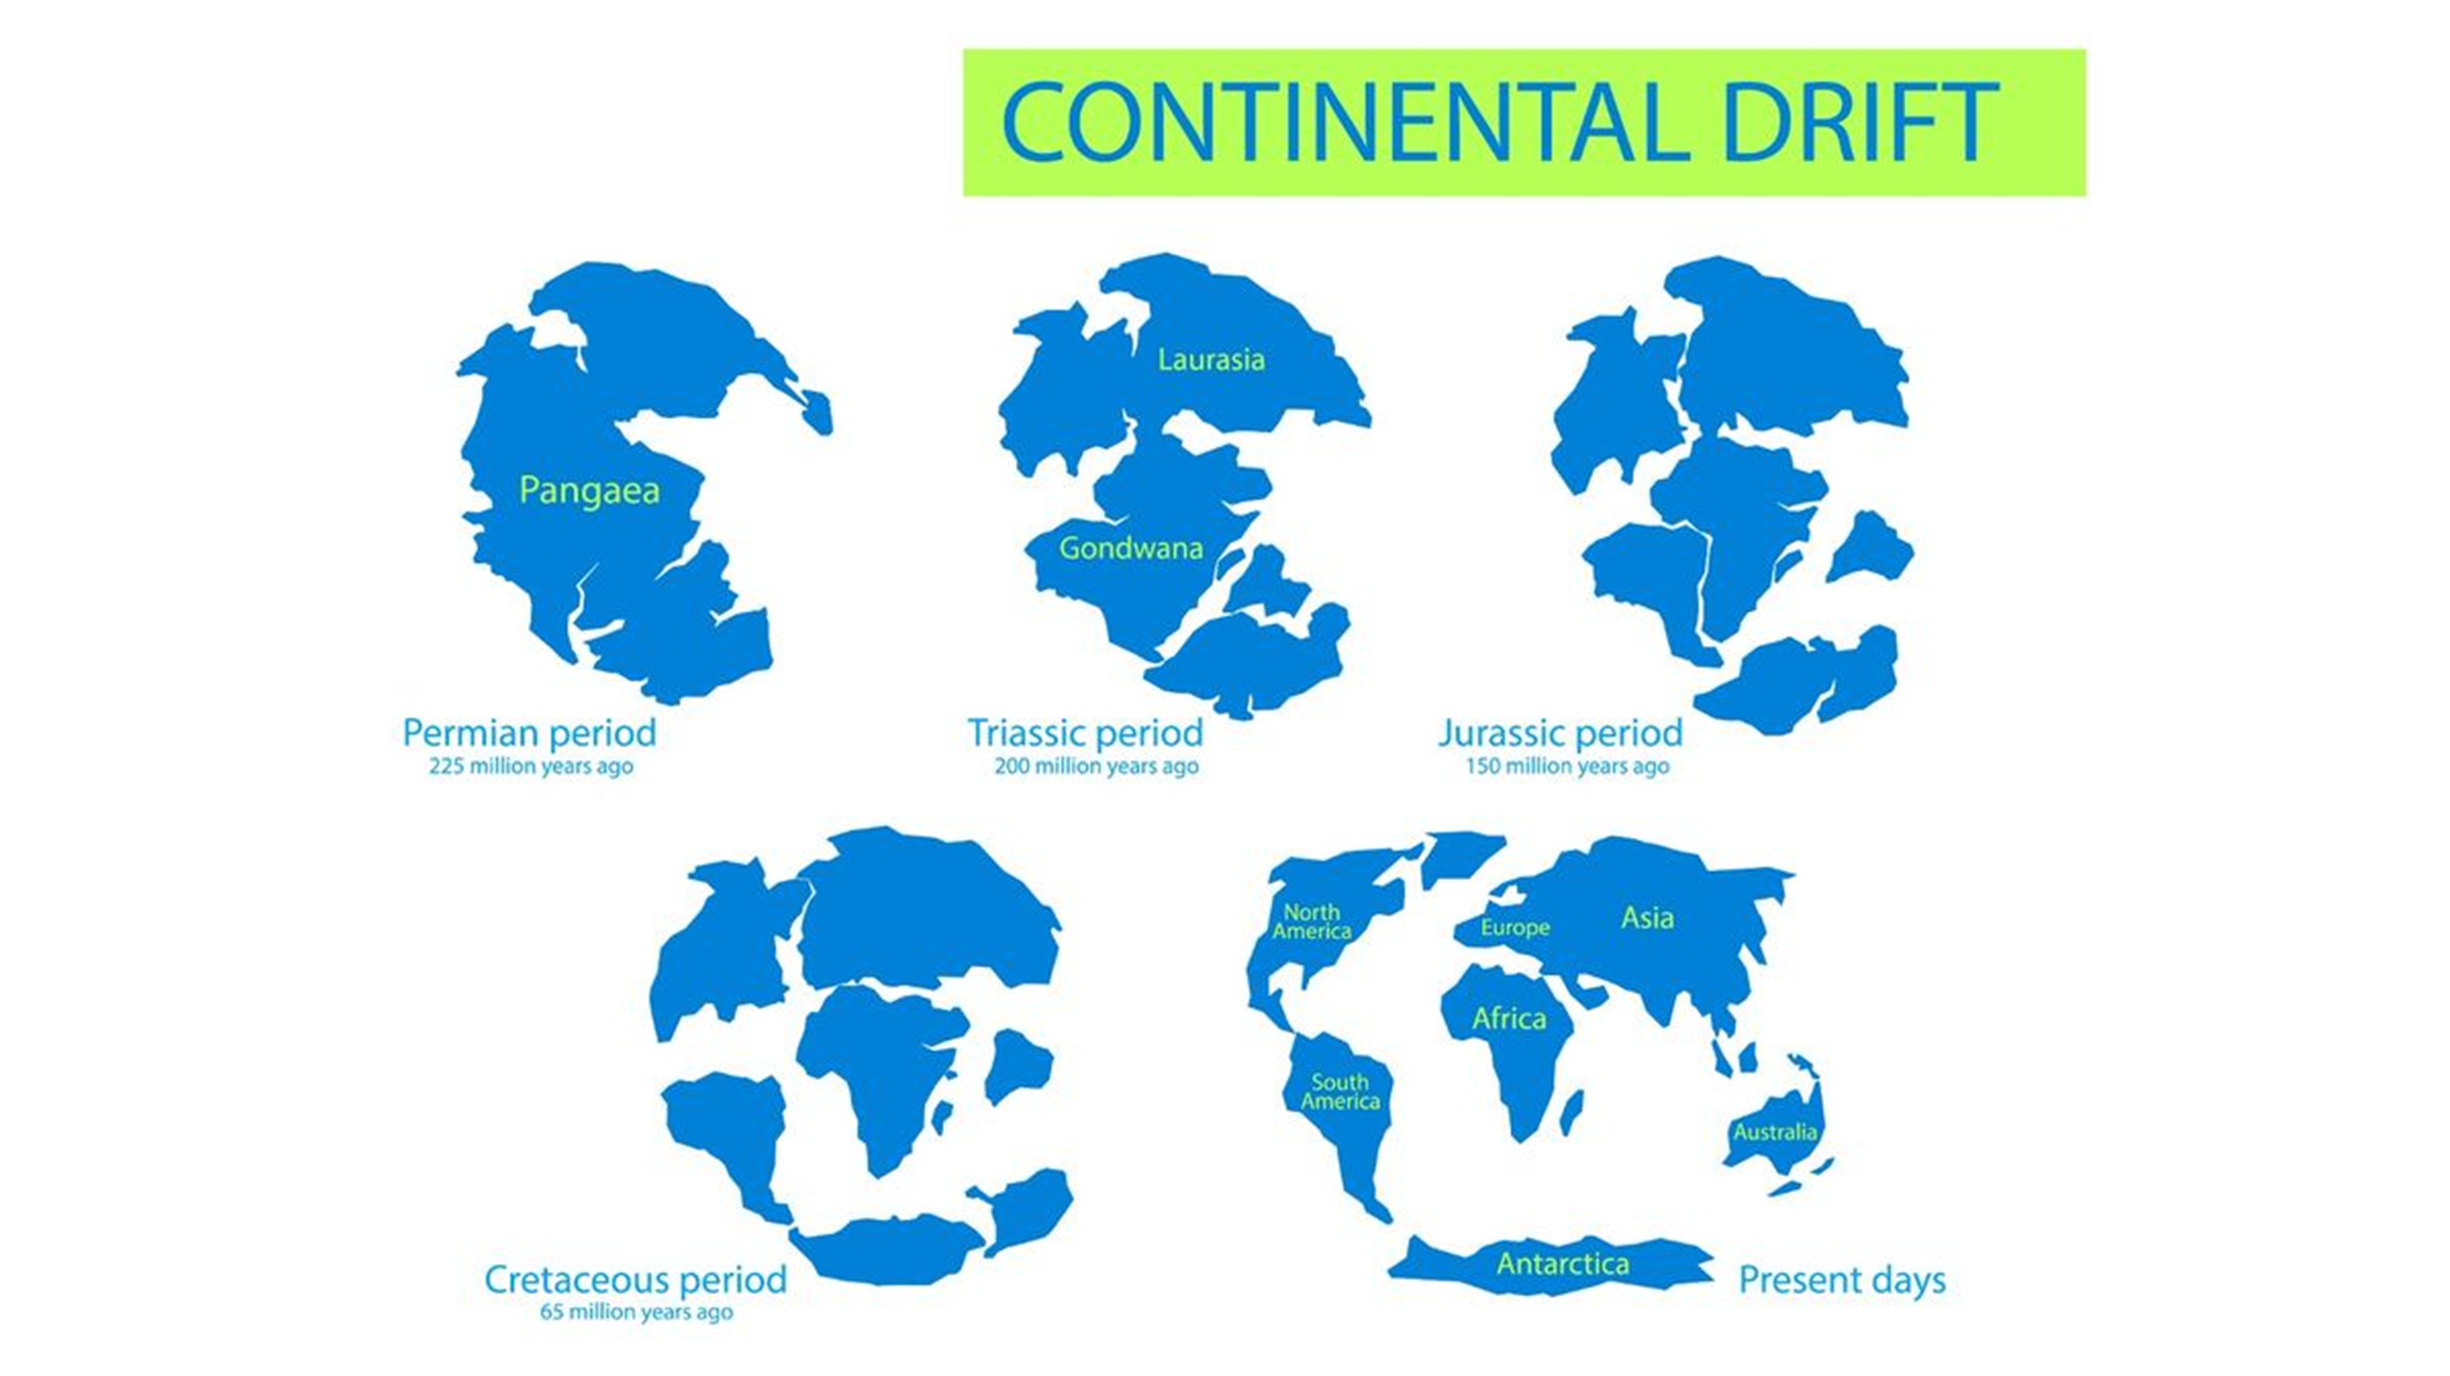 CONTINENTAL DRIFT
Pangaea
Permian period
225 million years ago
Laurasia
Gondwana
Triassic period
200 million years ago
Jurassic period
150 million years ago
Cretaceous period
65 million years ago
North
America
Europe
Asia
Africa
South
America
Australia
Antarctica
Present days